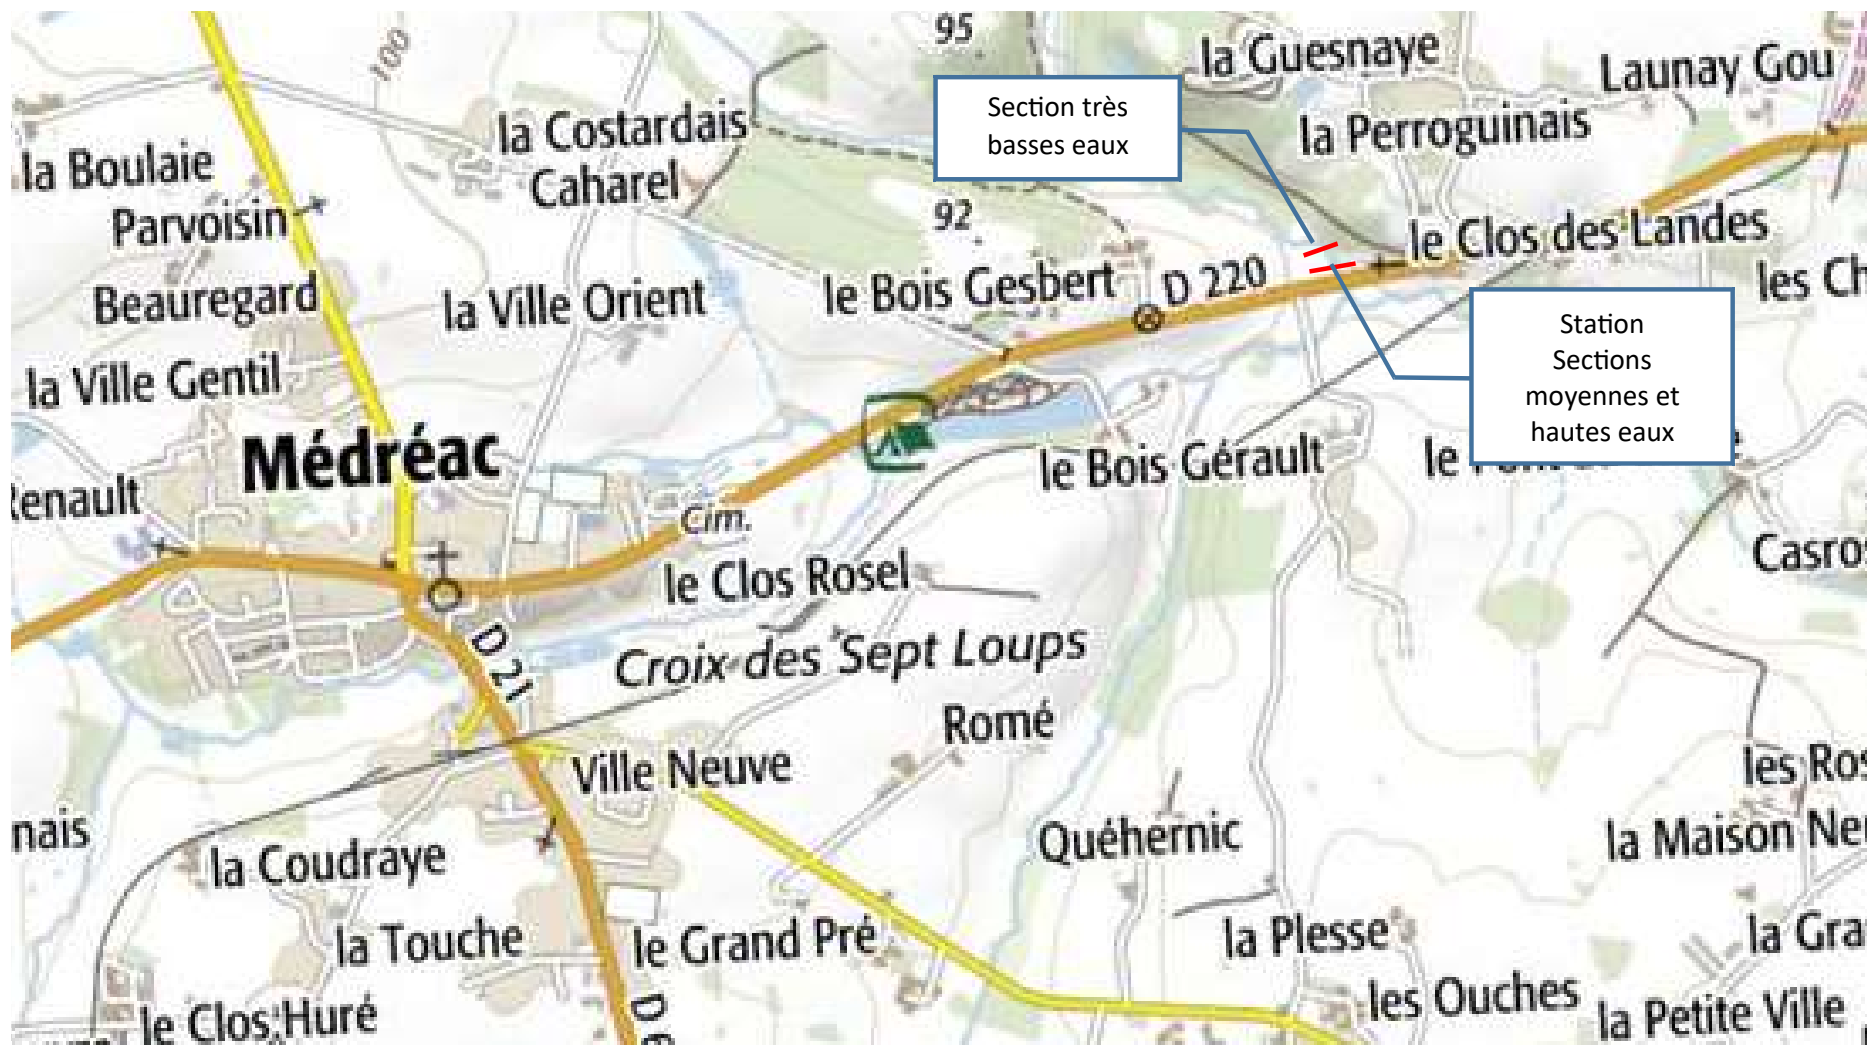 95
100
la Guesnaye
Launay Gou
Section très
basses eaux
la Costardais
la Perroguinais
la Boulaie
Caharel
Parvoisin
92
le Clos des Landes
Beauregard
la Ville Orient
le Bois Gesbert
D 220
les Ch
Station
Sections
moyennes et
hautes eaux
la Ville Gentil
Médréac
le Bois Gérault
le
Renault
Cim.
Casros
le Clos Rosel
D 21
Croix des Sept Loups
Romé
Ville Neuve
les Ros
nais
la Coudraye
Quéhernic
la Maison Neu
la Touche
le Grand Pré
la Plesse
la Gra
le Clos Huré
D 6
les Ouches
la Petite Ville